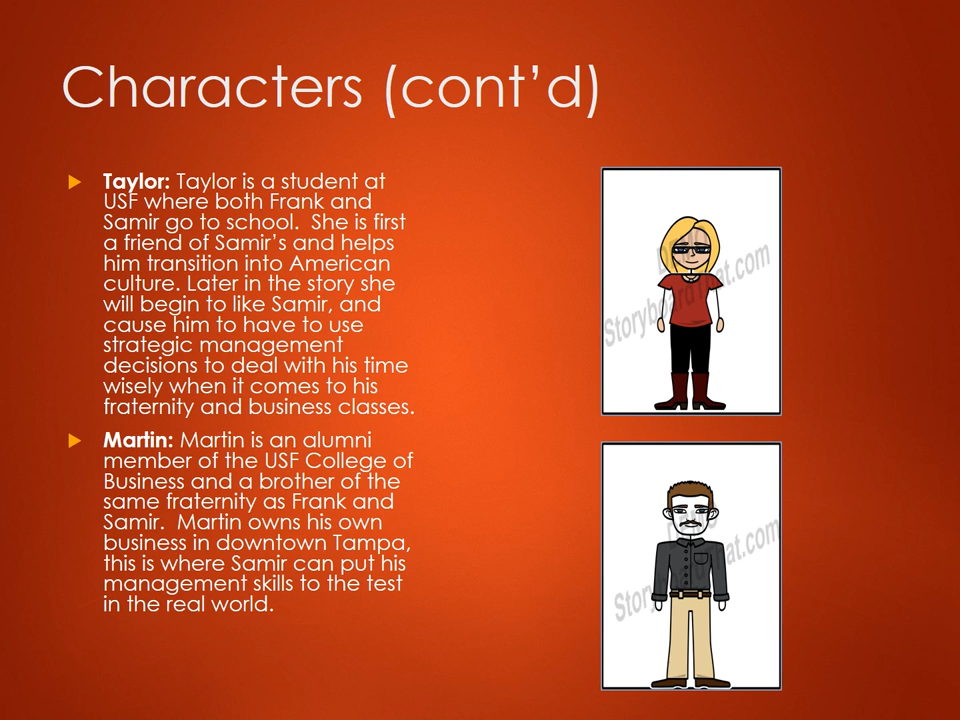 Characters (cont’d)
Taylor: Taylor is a student at
USF where both Frank and
Samir go to school.  She is first
a friend of Samir’s and helps
him transition into American
culture. Later in the story she
will begin to like Samir, and
cause him to have to use
strategic management
decisions to deal with his time
wisely when it comes to his
fraternity and business classes.
Martin: Martin is an alumni
member of the USF College of
Business and a brother of the
same fraternity as Frank and
Samir.  Martin owns his own
business in downtown Tampa,
this is where Samir can put his
management skills to the test
in the real world.